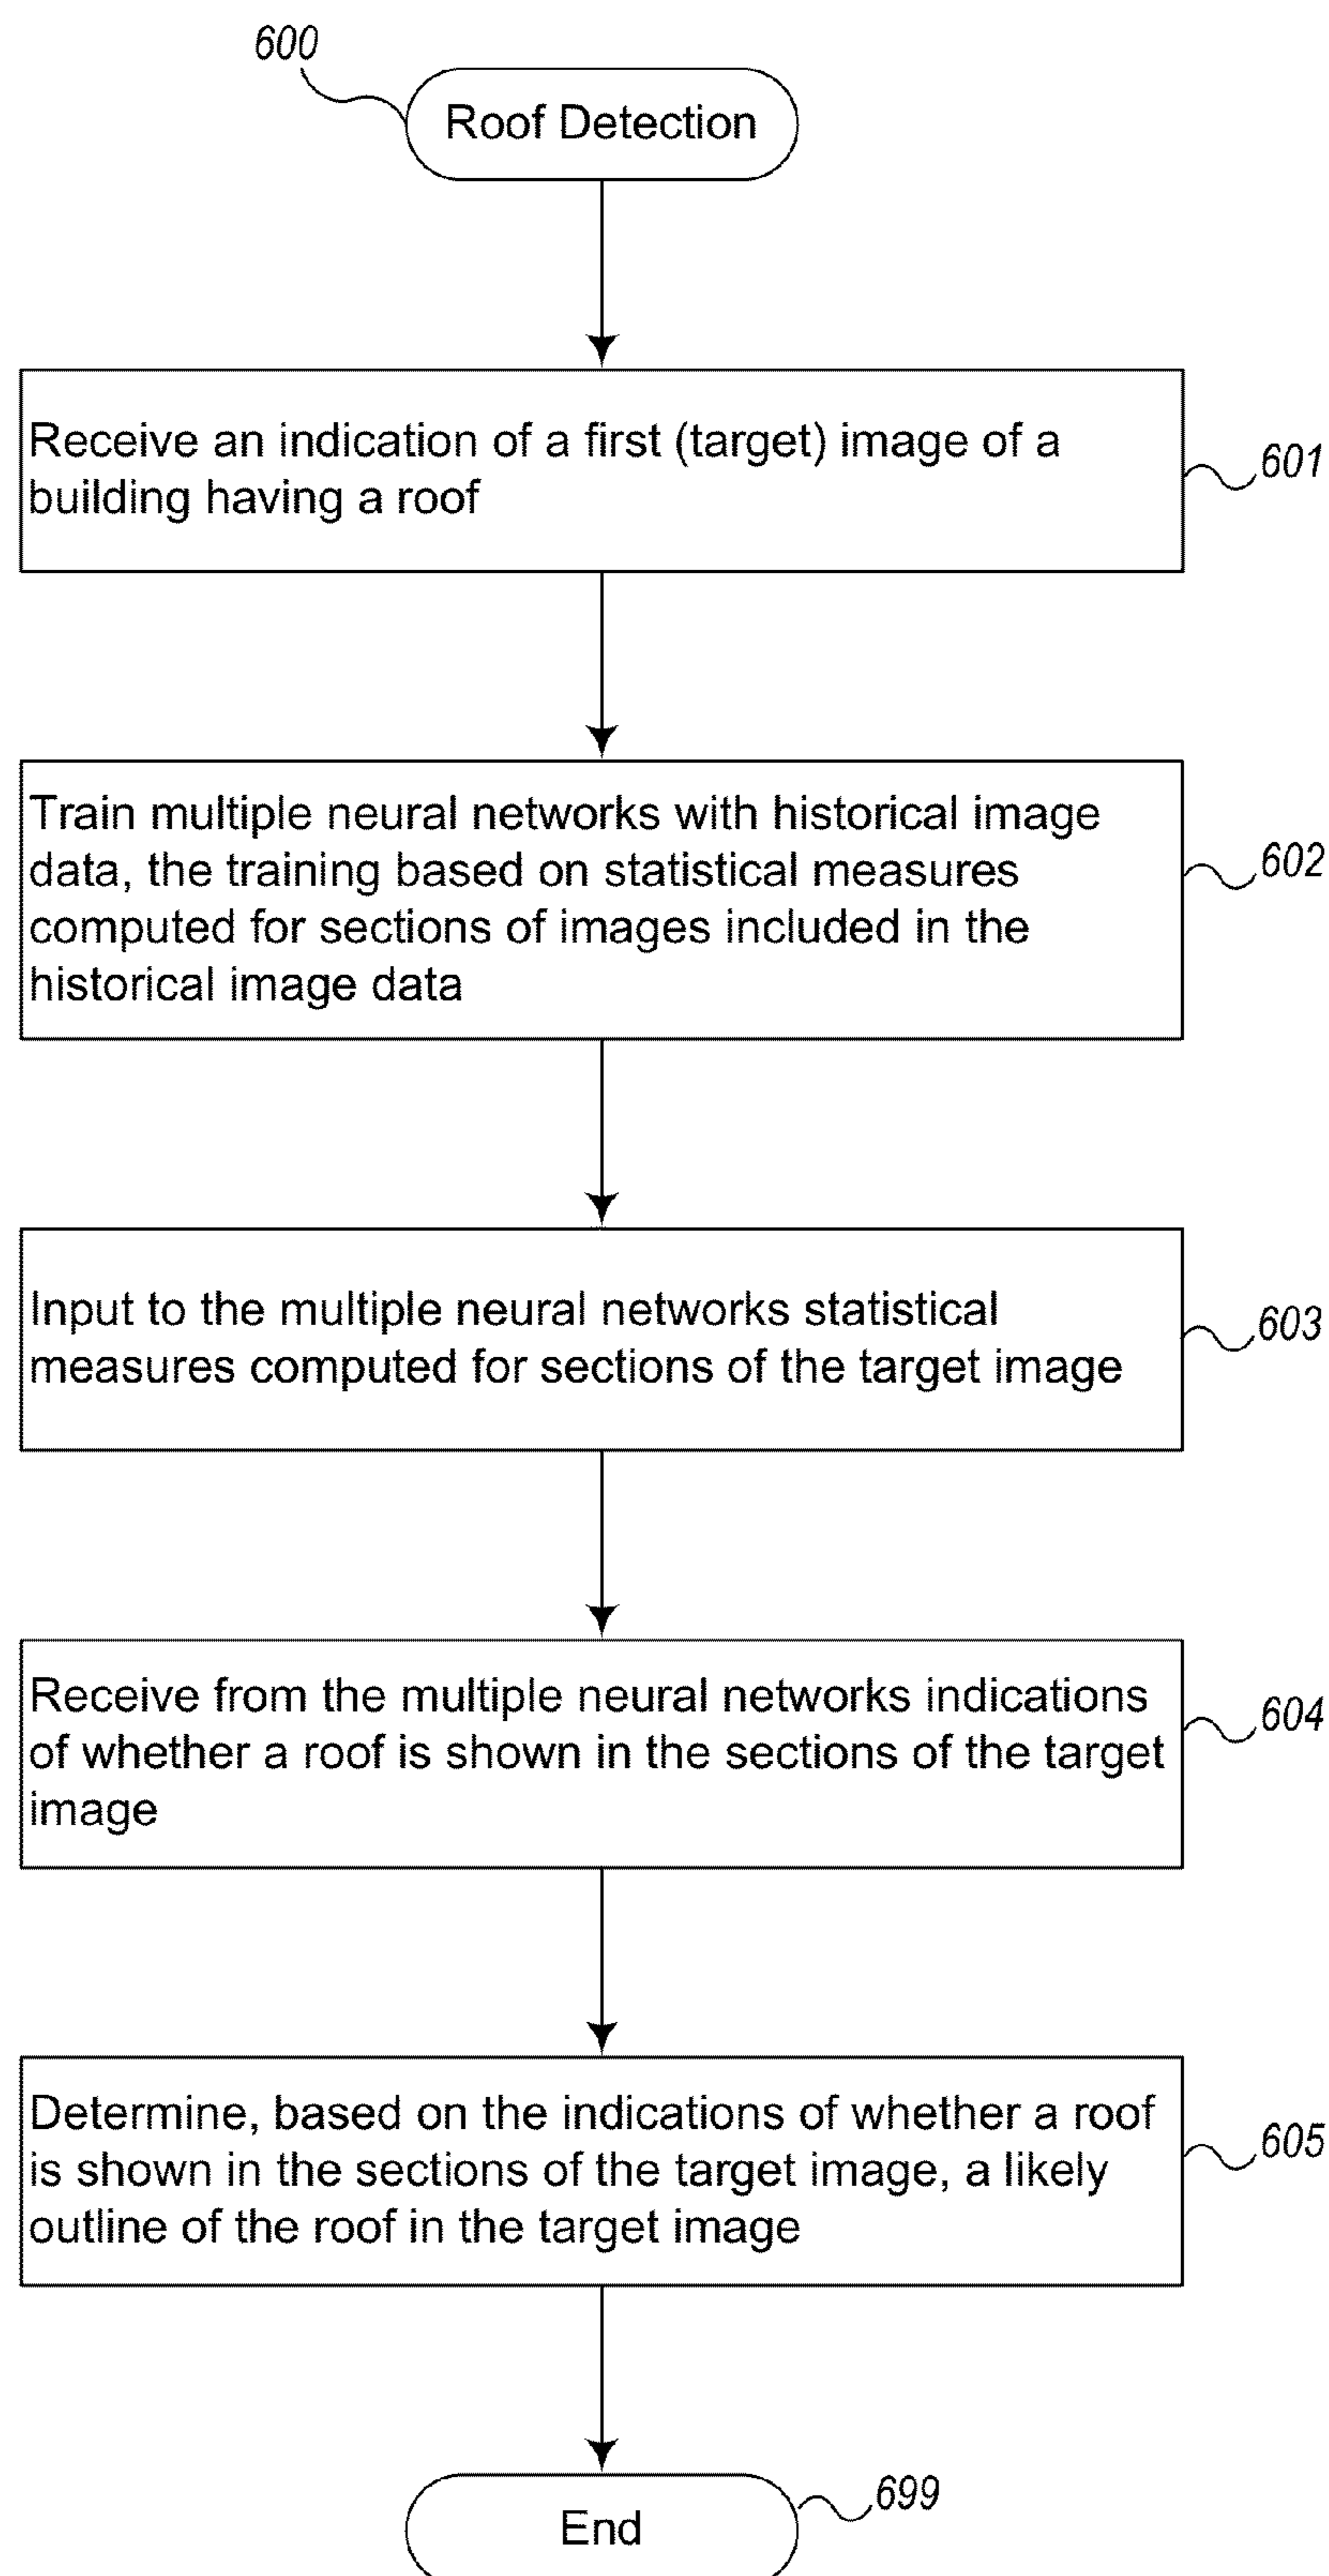 600
Roof Detection
Receive an indication of a first (target) image of a
building having a roof
601
Train multiple neural networks with historical image
data, the training based on statistical measures
computed for sections of images included in the
historical image data
602
Input to the multiple neural networks statistical
measures computed for sections of the target image
603
Receive from the multiple neural networks indications
of whether a roof is shown in the sections of the target
image
604
Determine, based on the indications of whether a roof
is shown in the sections of the target image, a likely
outline of the roof in the target image
605
End
699